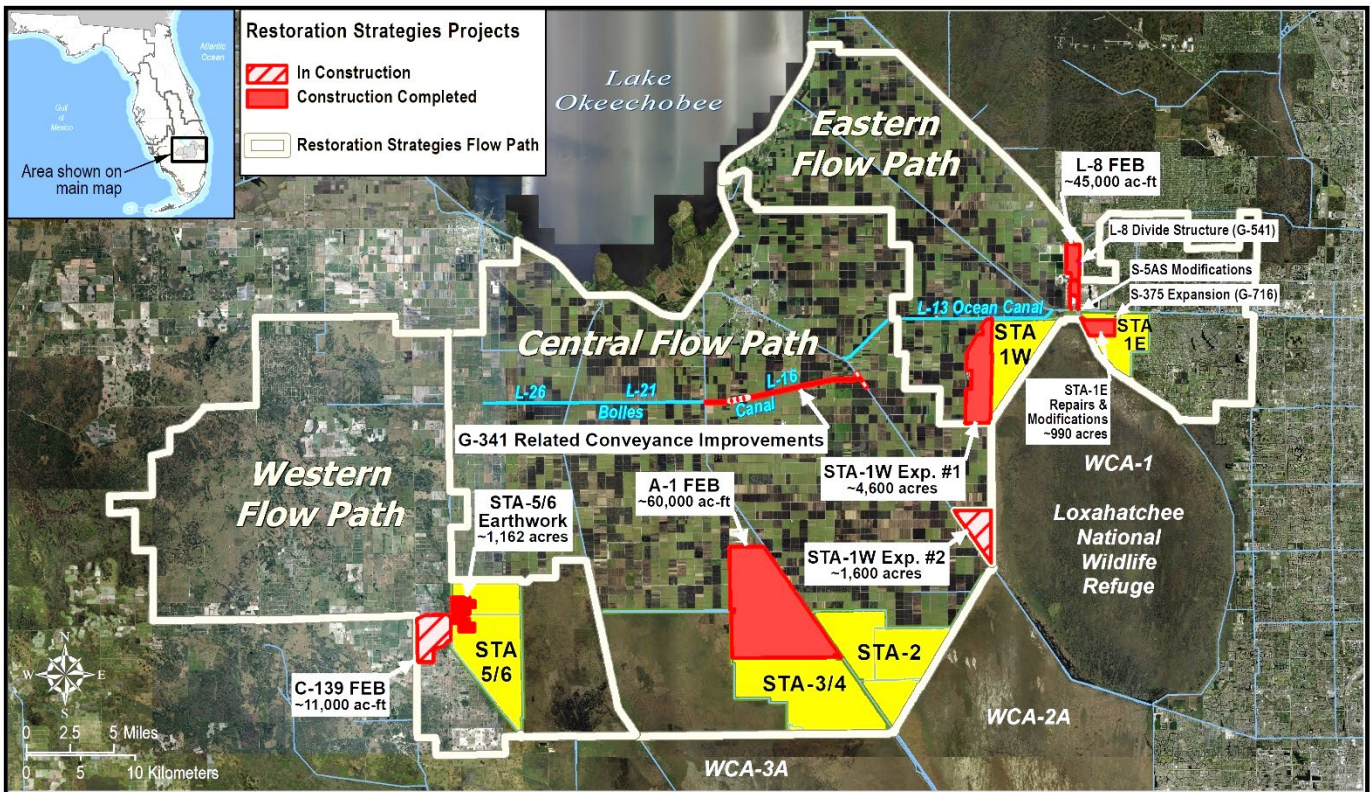 Atlantic
Ocean
Gulf
of
Mexico
Area shown on
main map
Restoration Strategies Projects
In Construction
Construction Completed
Restoration Strategies Flow Path
Lake
Okeechobee
Eastern
Flow Path
L-8 FEB
~45,000 ac-ft
L-8 Divide Structure (G-541)
S-5AS Modifications
S-375 Expansion (G-716)
L-13 Ocean Canal
STA
1W
STA
1E
Central Flow Path
L-26
L-21
L-16
Bolles
Canal
STA-1E
Repairs &
Modifications
~990 acres
G-341 Related Conveyance Improvements
Western
Flow Path
STA-5/6
Earthwork
~1,162 acres
A-1 FEB
~60,000 ac-ft
STA-1W Exp. #1
~4,600 acres
WCA-1
Loxahatchee
National
Wildlife
Refuge
STA-1W Exp. #2
~1,600 acres
STA
5/6
STA-2
STA-3/4
C-139 FEB
~11,000 ac-ft
WCA-2A
WCA-3A
N
W
E
S
0 2.5 5 Miles
0 5 10 Kilometers